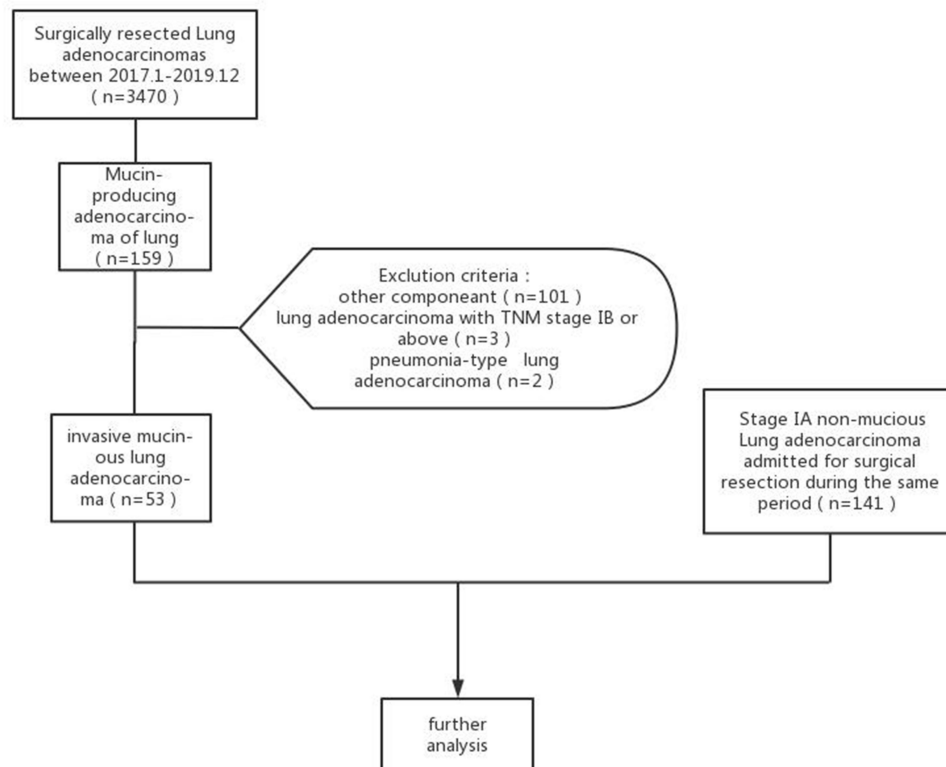 Surgically resected Lung
adenocarcinomas
between 2017.1-2019.12
( n=3470 )
Mucin-
producing
adenocarcino-
ma of lung
( n=159 )
Exclution criteria :
other componeant ( n=101 )
lung adenocarcinoma with TNM stage IB or
above ( n=3 )
pneumonia-type lung
adenocarcinoma ( n=2 )
invasive mucin-
ous lung
adenocarcino-
ma ( n=53 )
Stage IA non-mucious
Lung adenocarcinoma
admitted for surgical
resection during the same
period ( n=141 )
further
analysis